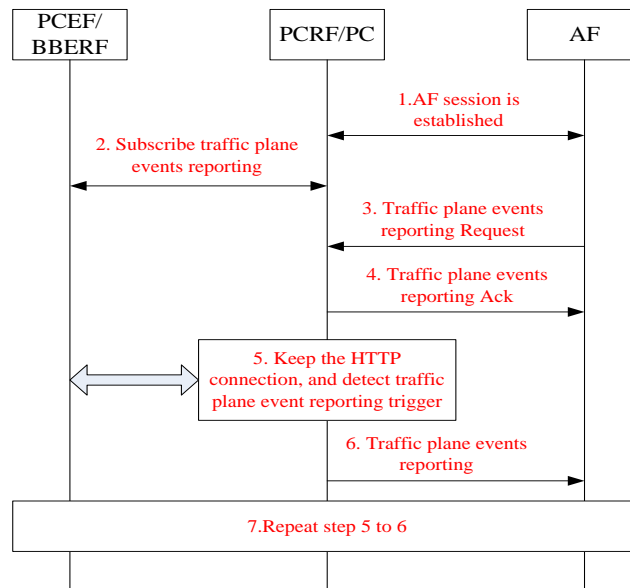 PCEF/
BBERF
PCRF/PC
AF
1.AF session is
established
2. Subscribe traffic plane
events reporting
3. Traffic plane events
reporting Request
4. Traffic plane events
reporting Ack
5. Keep the HTTP
connection, and detect traffic
plane event reporting trigger
6. Traffic plane events
reporting
7.Repeat step 5 to 6